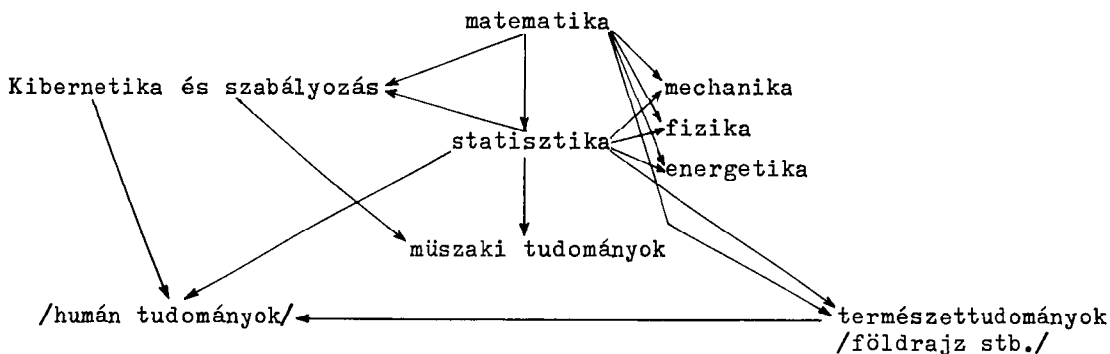 matematika
Kibernetika és szabályozás
mechanika
fizika
statisztika
energetika
müszaki tudományok
/humán tudományok/
természettudományok
/földrajz stb./